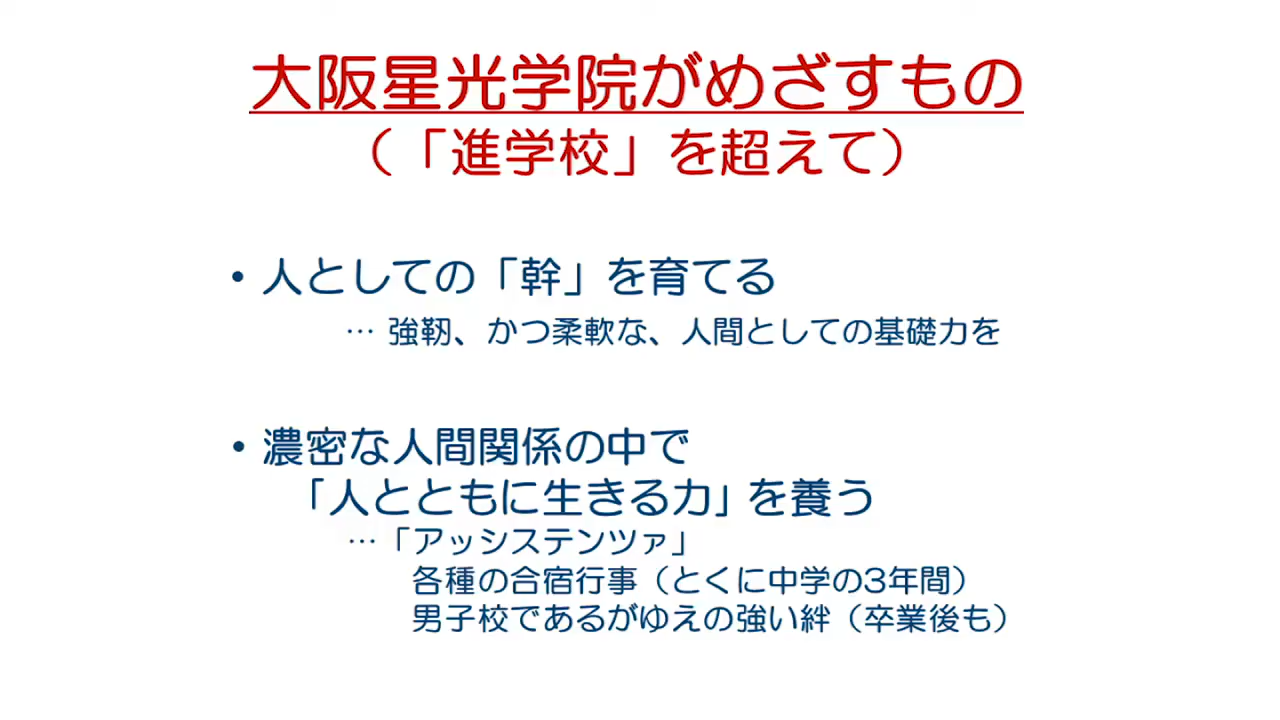 大阪星光学院がめざすもの
（「進学校」を超えて）
• 人としての「幹」を育てる
… 強靭、かつ柔軟な、人間としての基礎力を
• 濃密な人間関係の中で
「人とともに生きる力」を養う
…「アッシステンツァ」
各種の合宿行事（とくに中学の3年間）
男子校であるがゆえの強い絆（卒業後も）